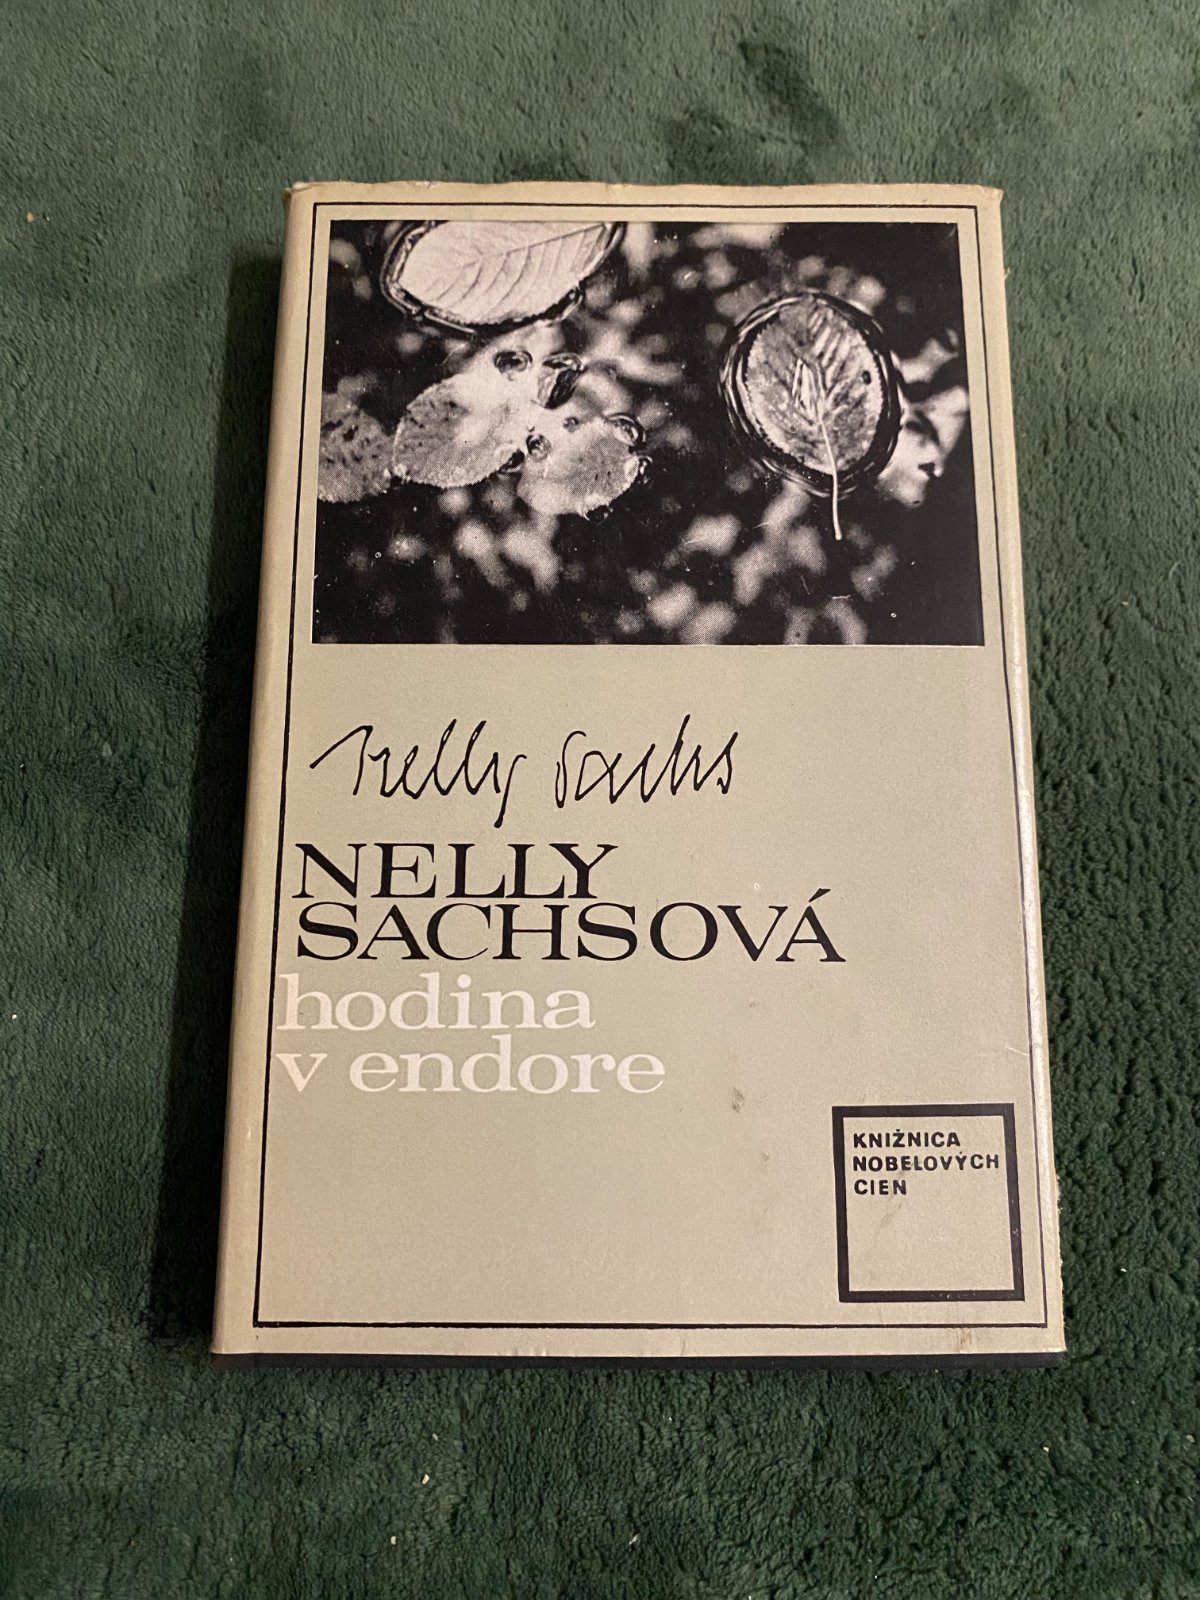 Nelly Sachs
NELLY
SACHSOVÁ
hodina
v endore
KNIŽNICA
NOBELOVÝCH
CIEN